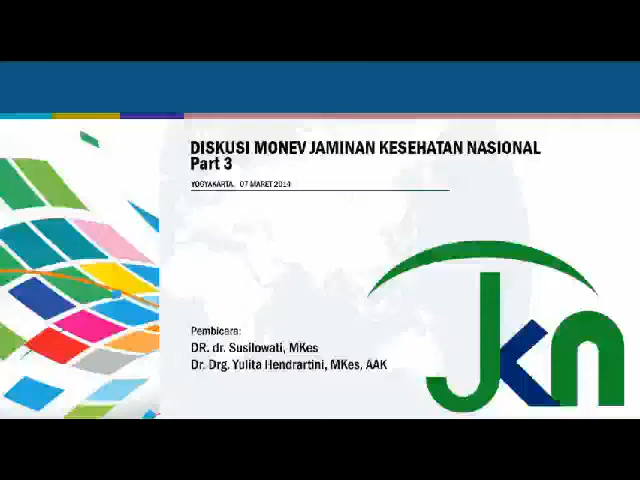 DISKUSI MONEV JAMINAN KESEHATAN NASIONAL
Part 3
YOGYAKARTA, 07 MARET 2014
Pembicara:
DR. dr. Susilowati, MKes
Dr. Drg. Yulita Hendrartini, MKes, AAK
JKN